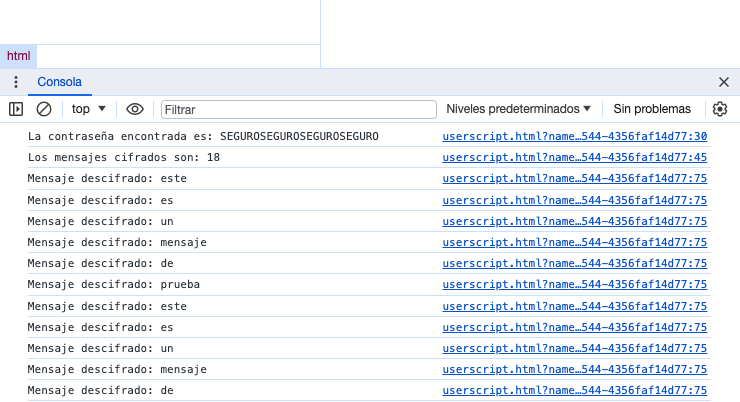 html
Consola
top
Filtrar
Niveles predeterminados
Sin problemas
La contraseña encontrada es: SEGUROSEGUROSEGUROSEGURO userscript.html?name…544-4356faf14d77:30
Los mensajes cifrados son: 18 userscript.html?name…544-4356faf14d77:45
Mensaje descifrado: este userscript.html?name…544-4356faf14d77:75
Mensaje descifrado: es userscript.html?name…544-4356faf14d77:75
Mensaje descifrado: un userscript.html?name…544-4356faf14d77:75
Mensaje descifrado: mensaje userscript.html?name…544-4356faf14d77:75
Mensaje descifrado: de userscript.html?name…544-4356faf14d77:75
Mensaje descifrado: prueba userscript.html?name…544-4356faf14d77:75
Mensaje descifrado: este userscript.html?name…544-4356faf14d77:75
Mensaje descifrado: es userscript.html?name…544-4356faf14d77:75
Mensaje descifrado: un userscript.html?name…544-4356faf14d77:75
Mensaje descifrado: mensaje userscript.html?name…544-4356faf14d77:75
Mensaje descifrado: de userscript.html?name…544-4356faf14d77:75